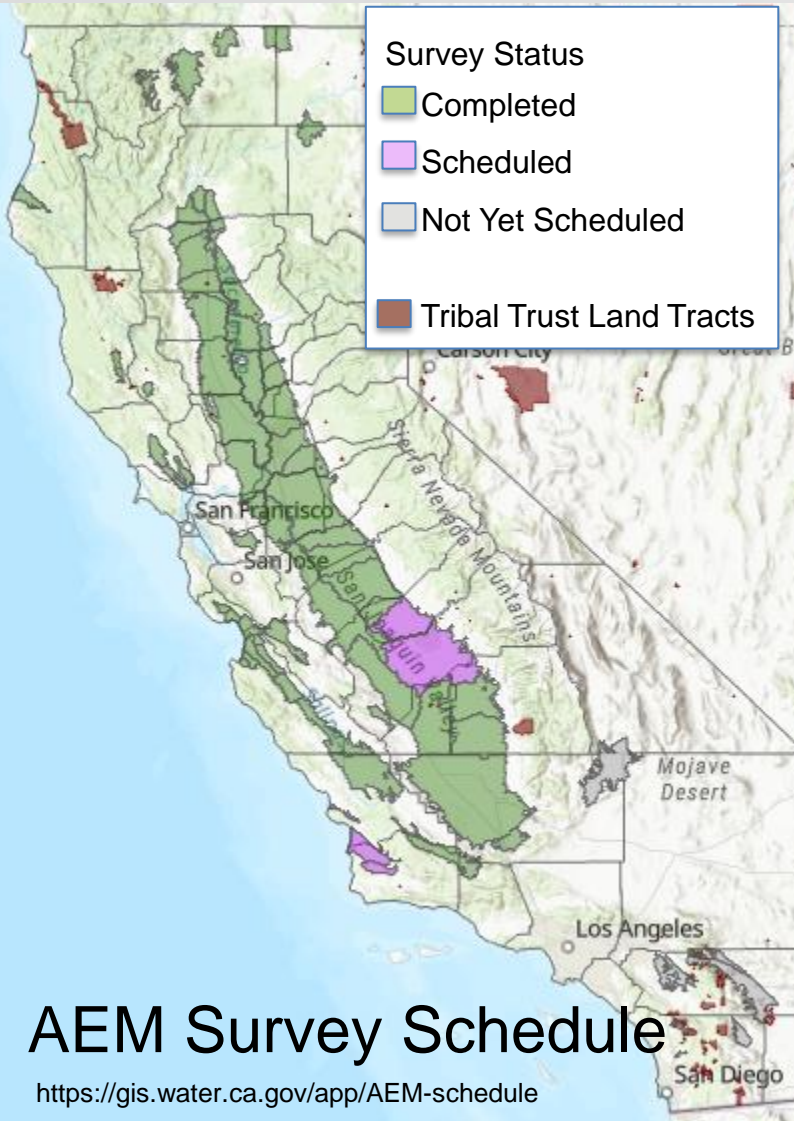 Survey Status
Completed
Scheduled
Not Yet Scheduled
Tribal Trust Land Tracts
Carson City
Sierra Nevada Mountains
San Francisco
San Jose
San
Mojave
Desert
Los Angeles
AEM Survey Schedule
San Diego
https://gis.water.ca.gov/app/AEM-schedule